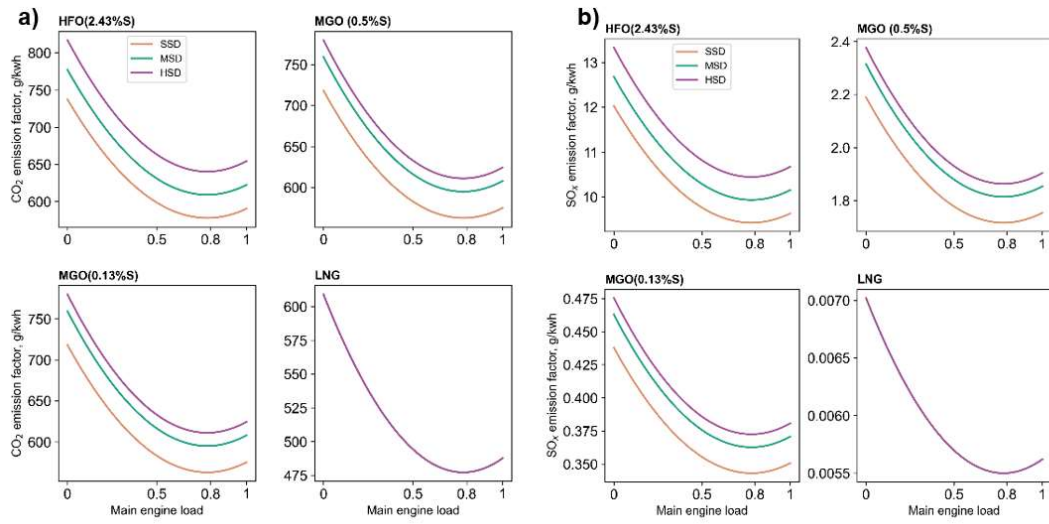 a)
HFO(2.43%S)
CO₂ emission factor, g/kwh
800
750
700
650
600
SSD
MSD
HSD
0
0.5
0.8
1
MGO (0.5%S)
750
700
650
600
0
0.5
0.8
1
MGO(0.13%S)
CO₂ emission factor, g/kwh
750
700
650
600
0
0.5
0.8
1
Main engine load
LNG
600
575
550
525
500
475
0
0.5
0.8
1
Main engine load
b)
HFO(2.43%S)
SOₓ emission factor, g/kwh
13
12
11
10
SSD
MSD
HSD
0
0.5
0.8
1
MGO (0.5%S)
2.4
2.2
2.0
1.8
0
0.5
0.8
1
MGO(0.13%S)
SOₓ emission factor, g/kwh
0.475
0.450
0.425
0.400
0.375
0.350
0
0.5
0.8
1
Main engine load
LNG
0.0070
0.0065
0.0060
0.0055
0
0.5
0.8
1
Main engine load